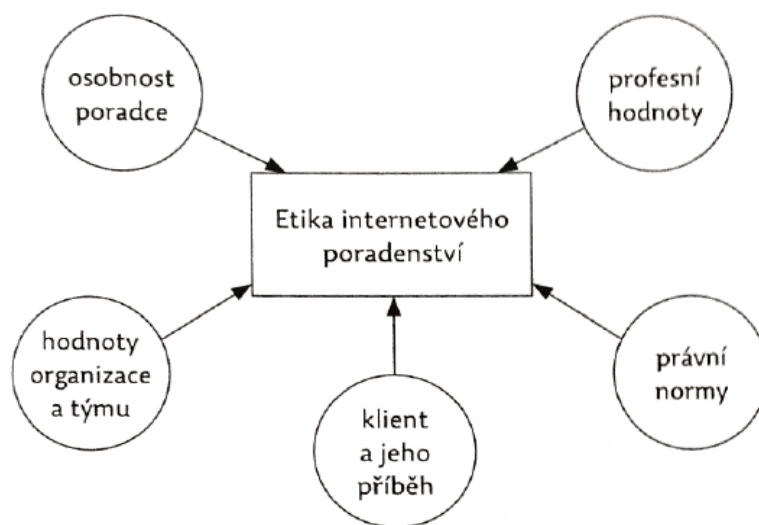 osobnost
poradce
profesní
hodnoty
Etika internetového
poradenství
hodnoty
organizace
a týmu
klient
a jeho
příběh
právní
normy